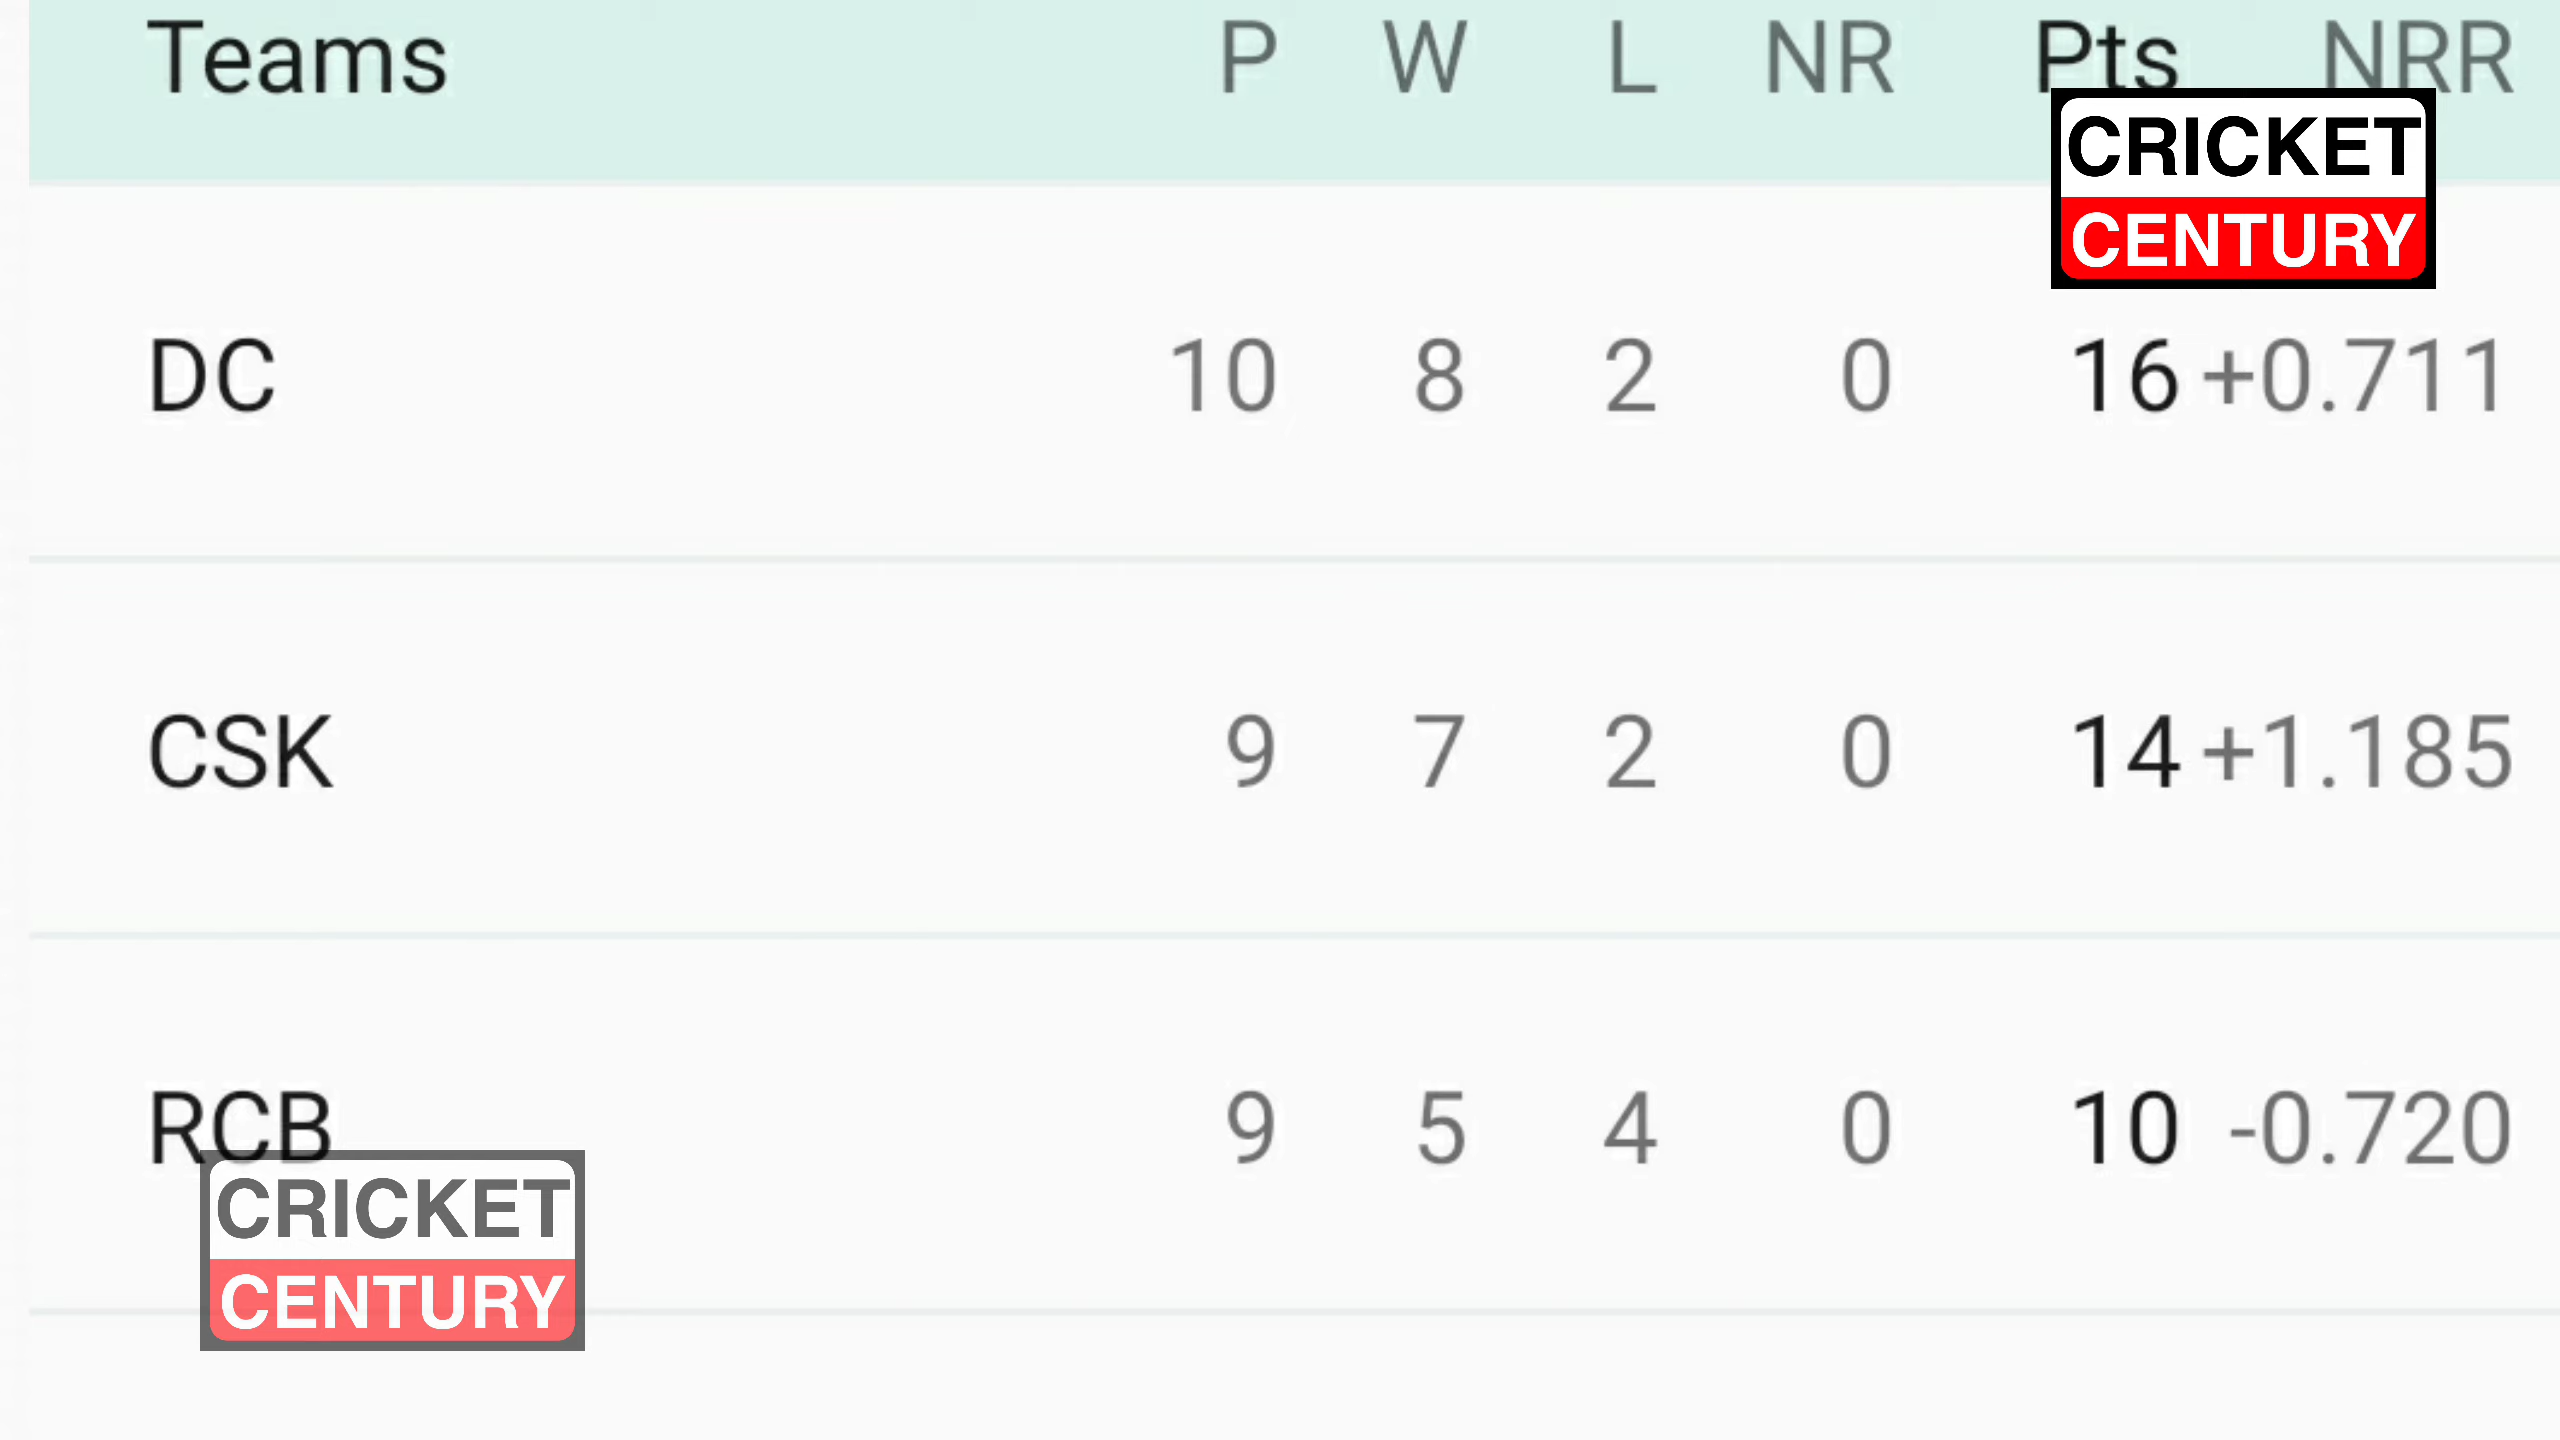 Teams P W L NR Pts NRR
CRICKET
CENTURY
DC 10 8 2 0 16 +0.711
CSK 9 7 2 0 14 +1.185
RCB 9 5 4 0 10 -0.720
CRICKET
CENTURY